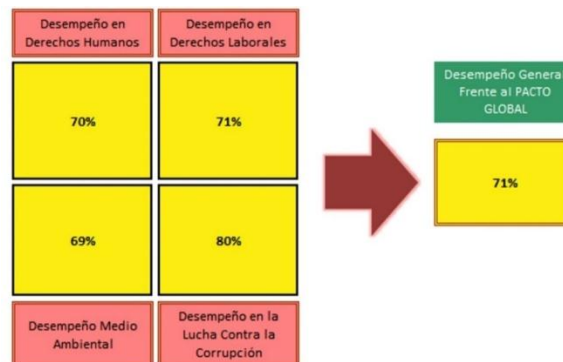 Desempeño en
Derechos Humanos
Desempeño en
Derechos Laborales
70%
71%
69%
80%
Desempeño Medio
Ambiental
Desempeño en la
Lucha Contra la
Corrupción
Desempeño Genera
Frente al PACTO
GLOBAL
71%